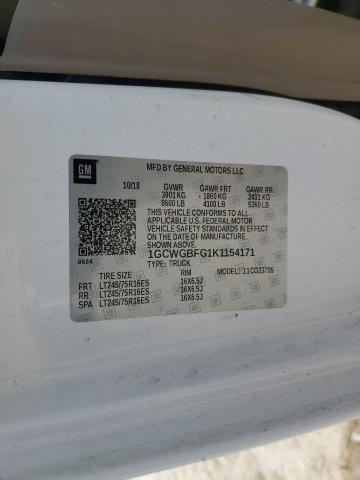 GM
MFD BY GENERAL MOTORS LLC
10/18 GVWR GAWR FRT GAWR RR
3901 KG 1860 KG 2431 KG
8600 LB 4100 LB 5360 LB
THIS VEHICLE CONFORMS TO ALL
APPLICABLE U.S. FEDERAL MOTOR
VEHICLE SAFETY STANDARDS IN
EFFECT ON THE DATE OF
MANUFACTURE SHOWN ABOVE.
1GCWGBFG1K1154171
8624 TYPE: TRUCK
TIRE SIZE RIM MODEL: 11CG23705
FRT LT245/75R16ES 16X6.5J
RR LT245/75R16ES 16X6.5J
SPA LT245/75R16ES 16X6.5J